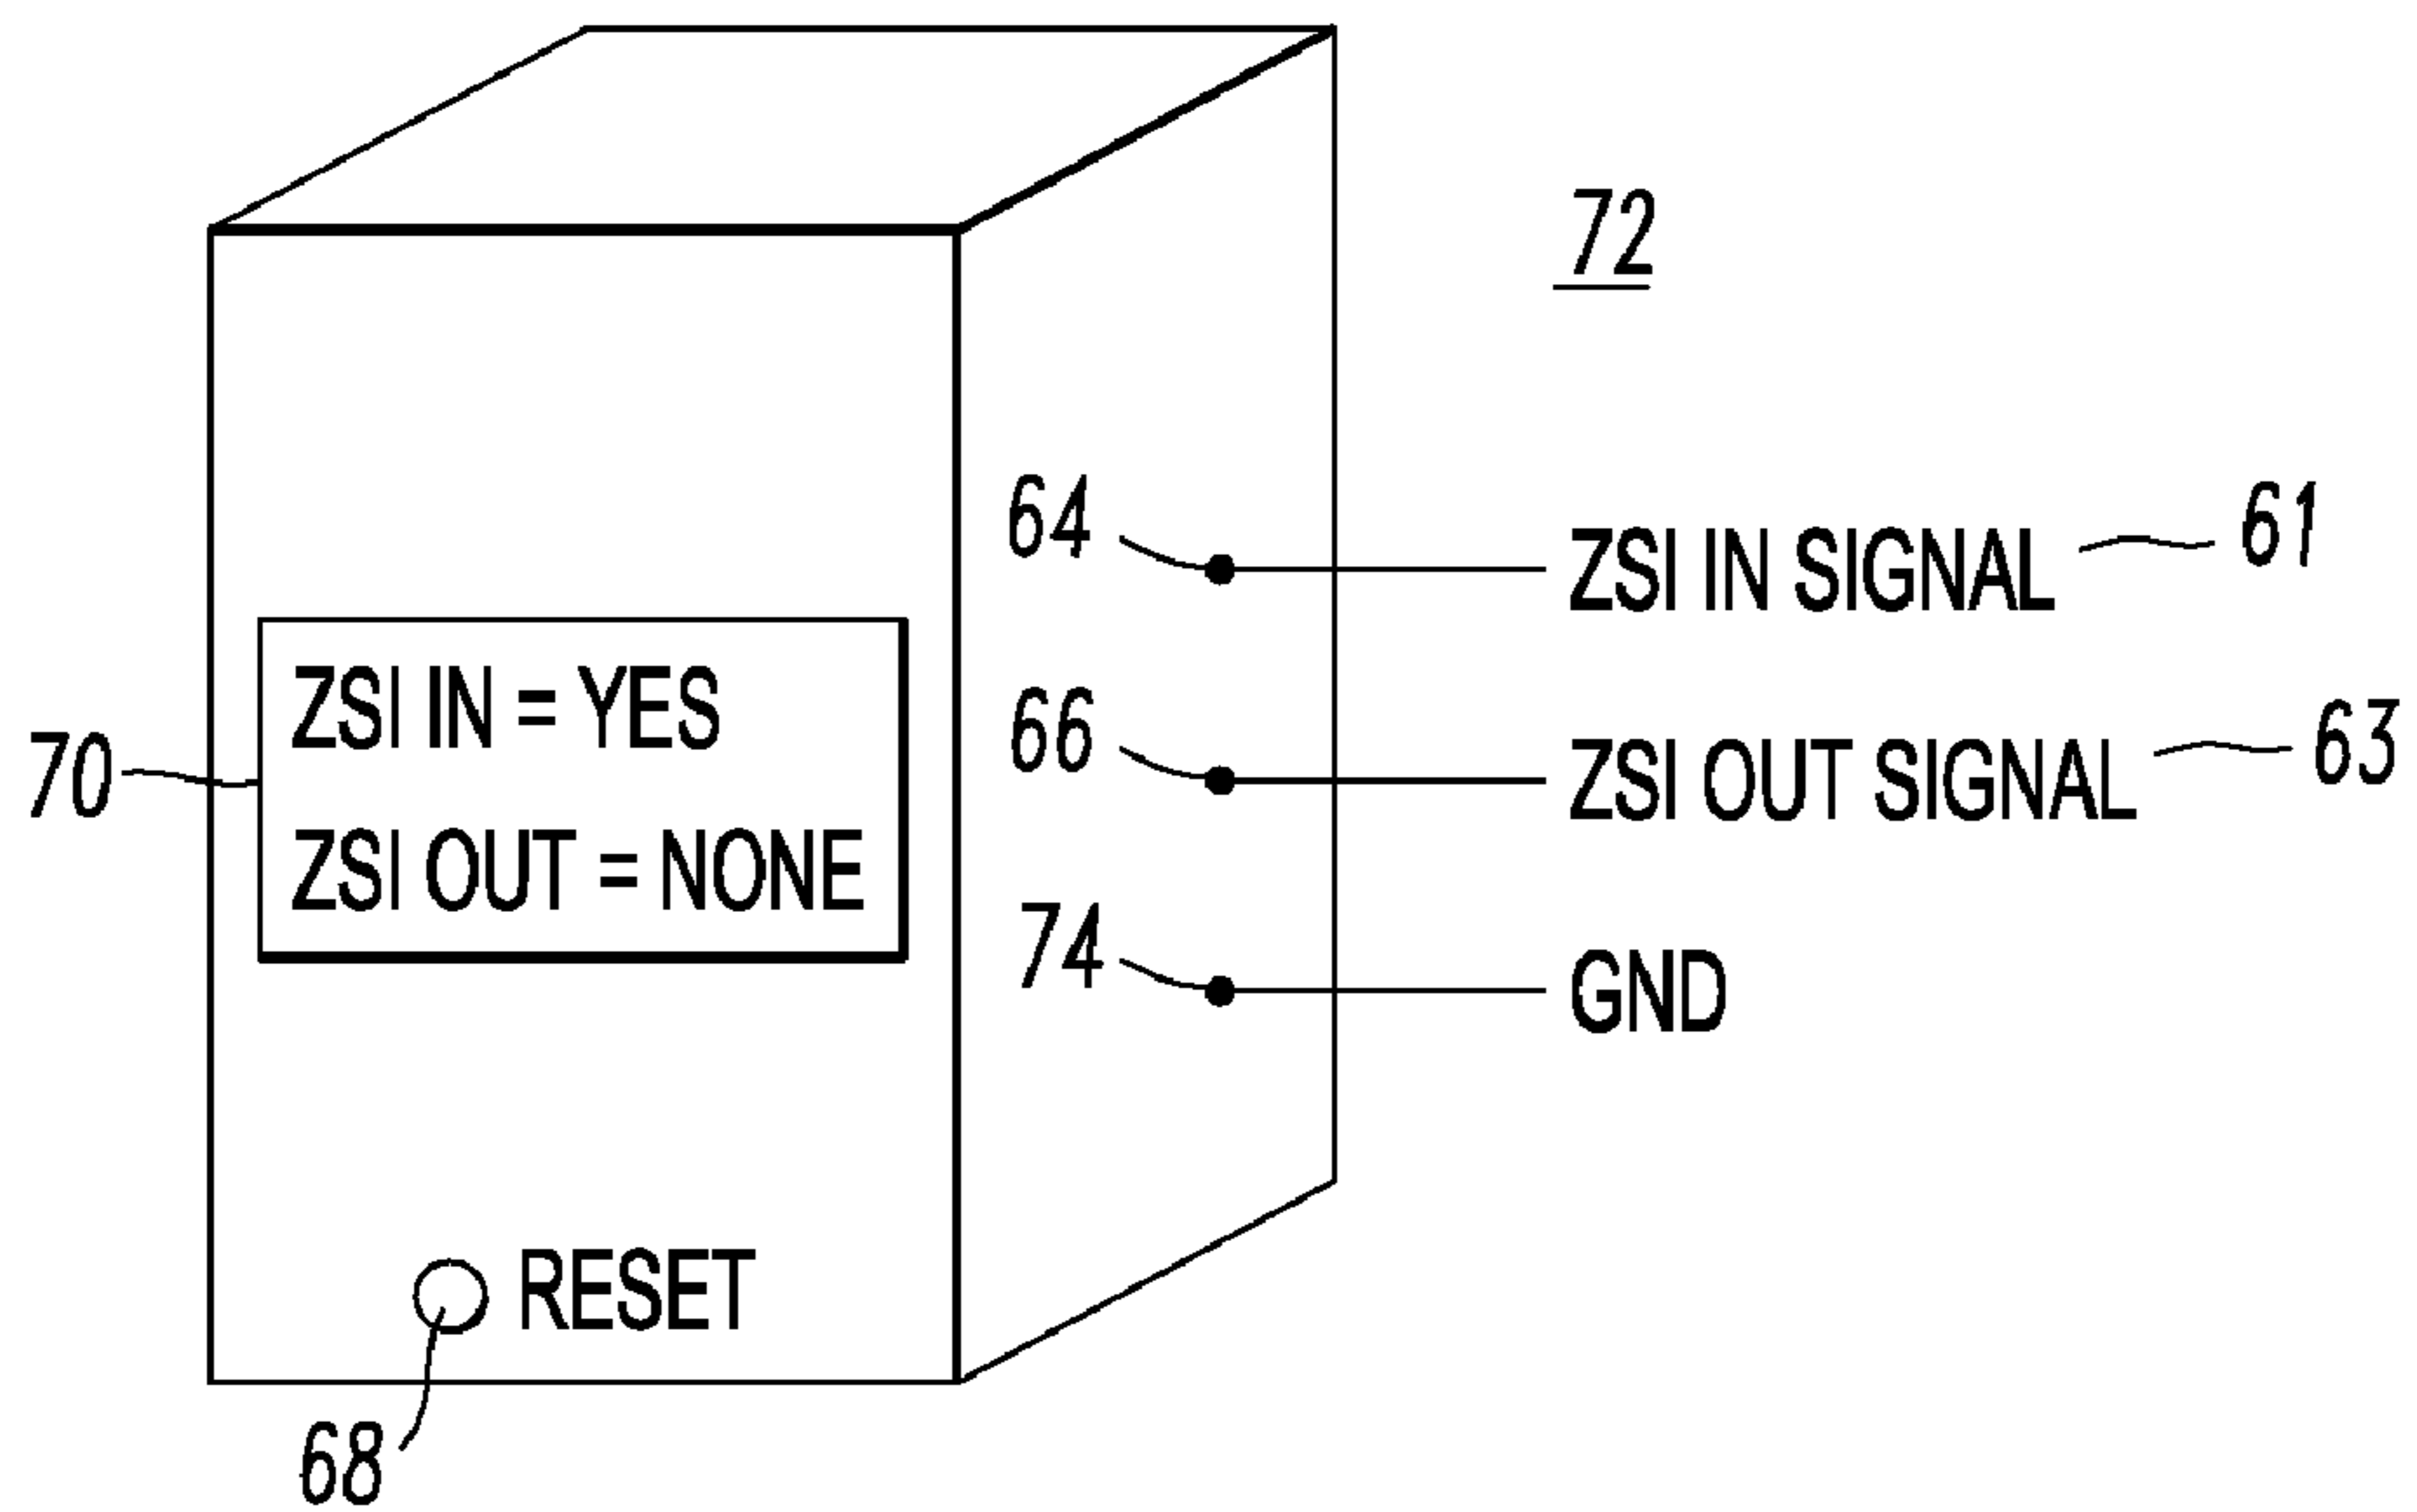 72
64
ZSI IN SIGNAL
61
ZSI IN = YES
66
ZSI OUT SIGNAL
63
70
ZSI OUT = NONE
74
GND
RESET
68